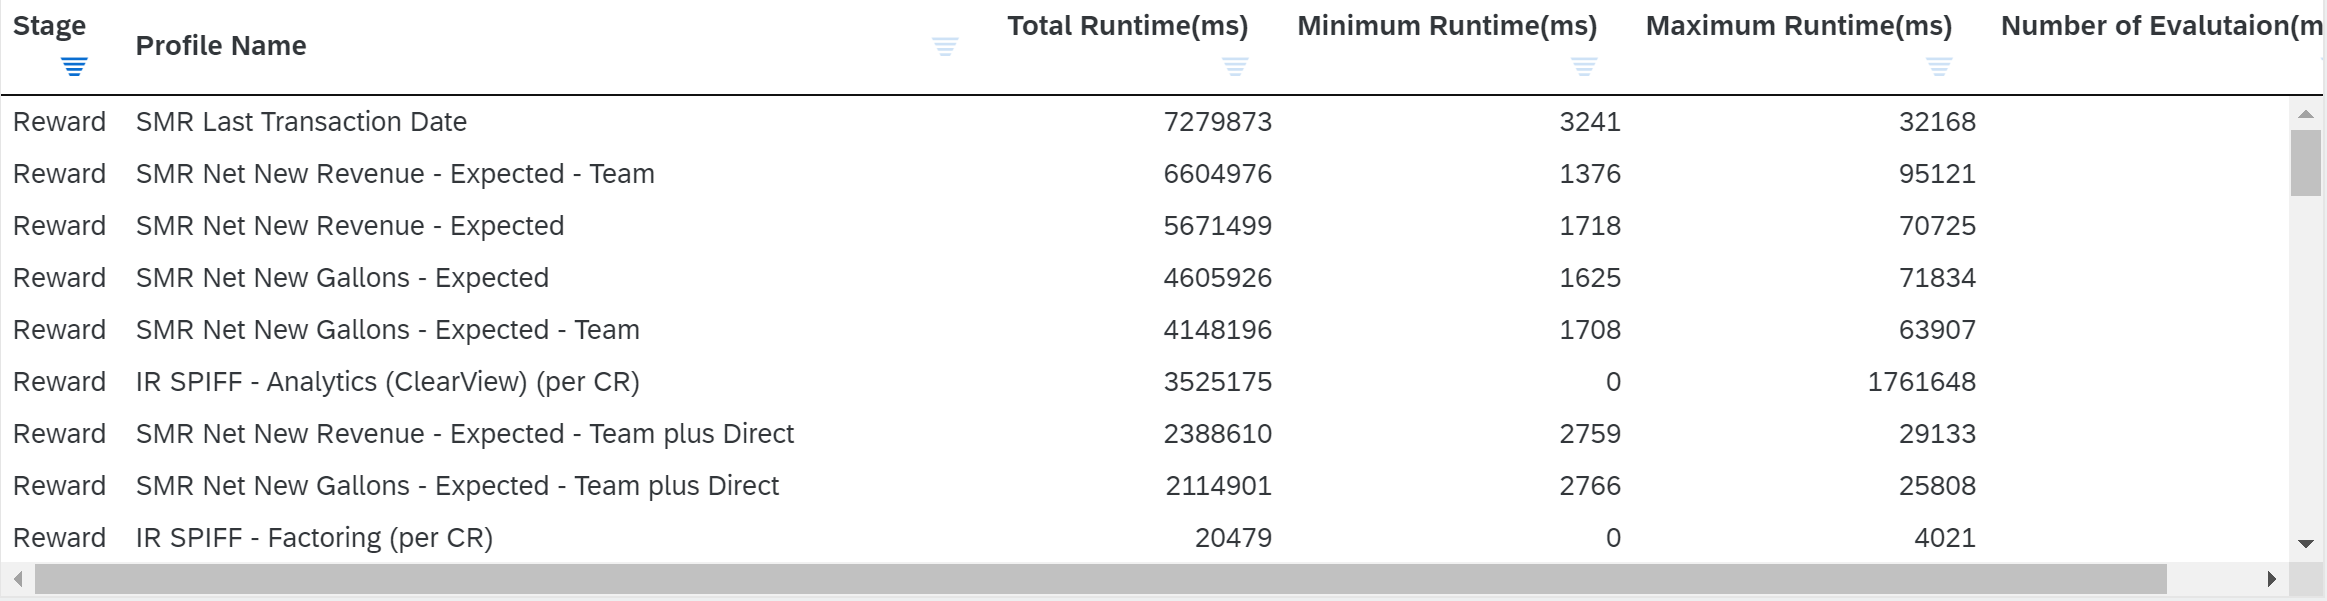 Stage Profile Name Total Runtime(ms) Minimum Runtime(ms) Maximum Runtime(ms) Number of Evalutaion(m
Reward SMR Last Transaction Date 7279873 3241 32168
Reward SMR Net New Revenue - Expected - Team 6604976 1376 95121
Reward SMR Net New Revenue - Expected 5671499 1718 70725
Reward SMR Net New Gallons - Expected 4605926 1625 71834
Reward SMR Net New Gallons - Expected - Team 4148196 1708 63907
Reward IR SPIFF - Analytics (ClearView) (per CR) 3525175 0 1761648
Reward SMR Net New Revenue - Expected - Team plus Direct 2388610 2759 29133
Reward SMR Net New Gallons - Expected - Team plus Direct 2114901 2766 25808
Reward IR SPIFF - Factoring (per CR) 20479 0 4021